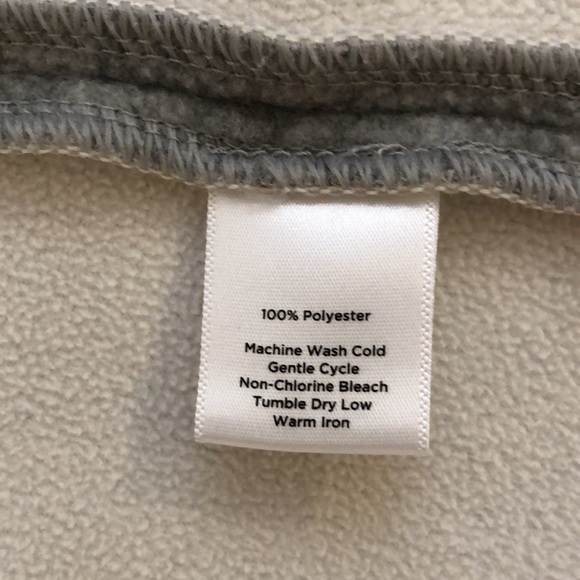 100% Polyester
Machine Wash Cold
Gentle Cycle
Non-Chlorine Bleach
Tumble Dry Low
Warm Iron